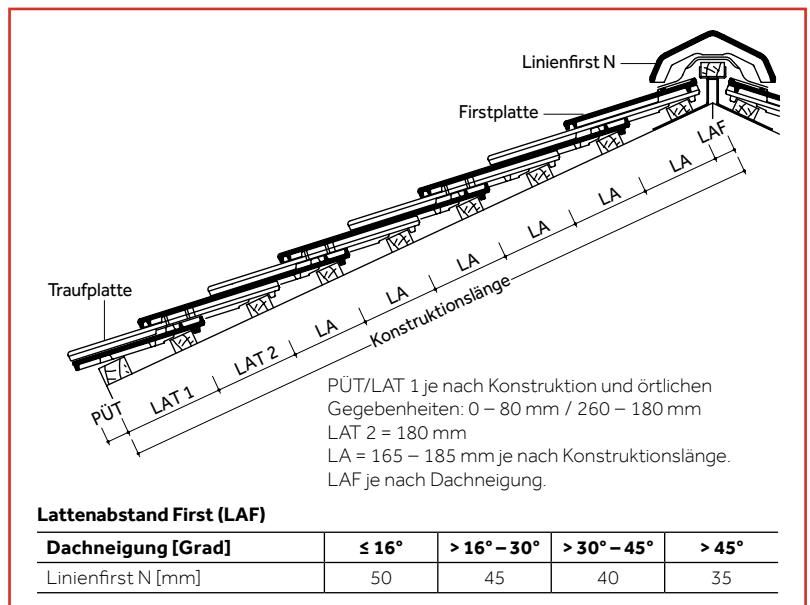 Linienfirst N
Firstplatte
LAF
LA
LA
LA
LA
LA
LA
Konstruktionslänge
Traufplatte
LAT 2
LAT 1
PÜT
PÜT/LAT 1 je nach Konstruktion und örtlichen
Gegebenheiten: 0 – 80 mm / 260 – 180 mm
LAT 2 = 180 mm
LA = 165 – 185 mm je nach Konstruktionslänge.
LAF je nach Dachneigung.
Lattenabstand First (LAF)
Dachneigung [Grad] ≤ 16° > 16° – 30° > 30° – 45° > 45°
Linienfirst N [mm] 50 45 40 35